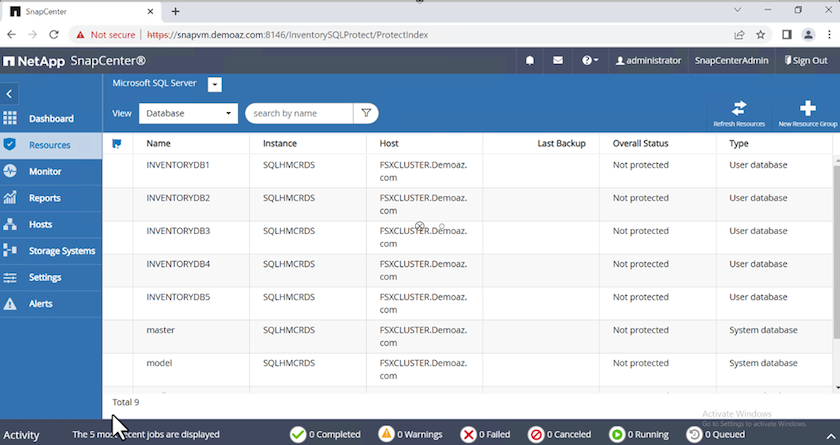 SnapCenter
Not secure | https://snapvm.demoaz.com:8146/InventorySQLProtect/ProtectIndex
NetApp SnapCenter®
administrator SnapCenterAdmin Sign Out
Microsoft SQL Server
View Database search by name
Refresh Resources New Resource Group
Dashboard
Resources
Monitor
Reports
Hosts
Storage Systems
Settings
Alerts
Name Instance Host Last Backup Overall Status Type
INVENTORYDB1 SQLHMCRDS FSXCLUSTER.Demoaz. Not protected User database
com
INVENTORYDB2 SQLHMCRDS FSXCLUSTER.Demoaz. Not protected User database
com
INVENTORYDB3 SQLHMCRDS FSXCLUSTER.Demoaz. Not protected User database
com
INVENTORYDB4 SQLHMCRDS FSXCLUSTER.Demoaz. Not protected User database
com
INVENTORYDB5 SQLHMCRDS FSXCLUSTER.Demoaz. Not protected User database
com
master SQLHMCRDS FSXCLUSTER.Demoaz. Not protected System database
com
model SQLHMCRDS FSXCLUSTER.Demoaz. Not protected System database
com
Total 9
Activate Windows
Go to Settings to activate Windows.
Activity The 5 most recent jobs are displayed 0 Completed 0 Warnings 0 Failed 0 Canceled 0 Running 0 Queued